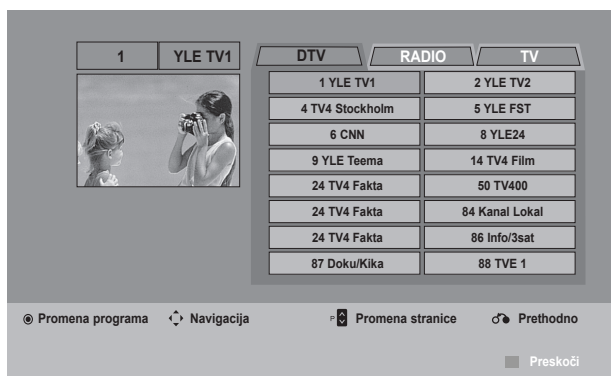 1 YLE TV1
DTV RADIO TV
1 YLE TV1 2 YLE TV2
4 TV4 Stockholm 5 YLE FST
6 CNN 8 YLE24
9 YLE Teema 14 TV4 Film
24 TV4 Fakta 50 TV400
24 TV4 Fakta 84 Kanal Lokal
24 TV4 Fakta 86 Info/3sat
87 Doku/Kika 88 TVE 1
Promena programa Navigacija P Promena stranice Prethodno
Preskoči